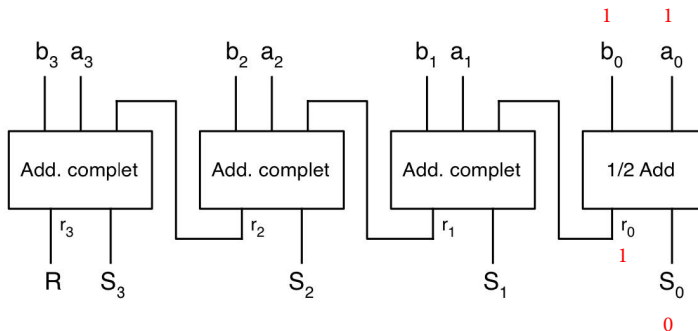 1 1
b₃ a₃ b₂ a₂ b₁ a₁ b₀ a₀
Add. complet Add. complet Add. complet 1/2 Add
r₃ r₂ r₁ r₀
1
R S₃ S₂ S₁ S₀
0